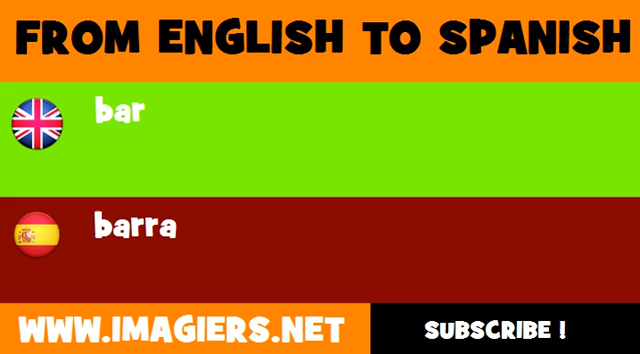 FROM ENGLISH TO SPANISH
bar
barra
WWW.IMAGIERS.NET
SUBSCRIBE !